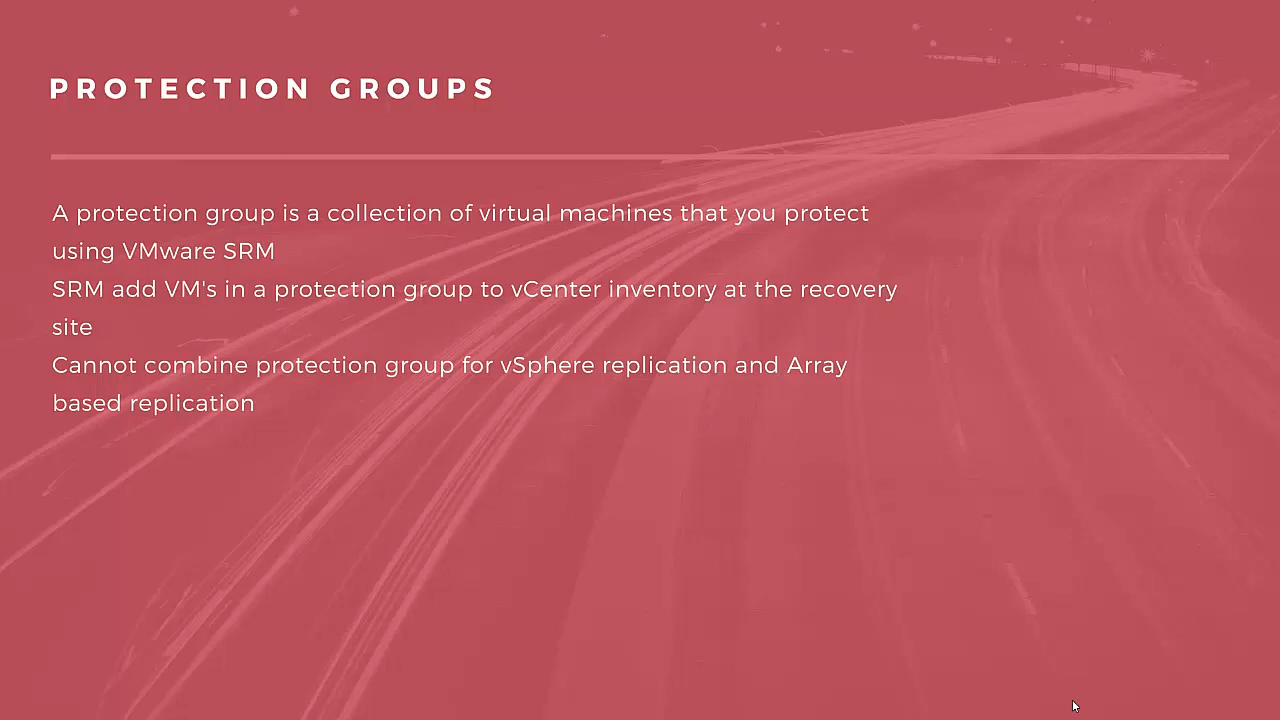 PROTECTION GROUPS
A protection group is a collection of virtual machines that you protect
using VMware SRM
SRM add VM's in a protection group to vCenter inventory at the recovery
site
Cannot combine protection group for vSphere replication and Array
based replication